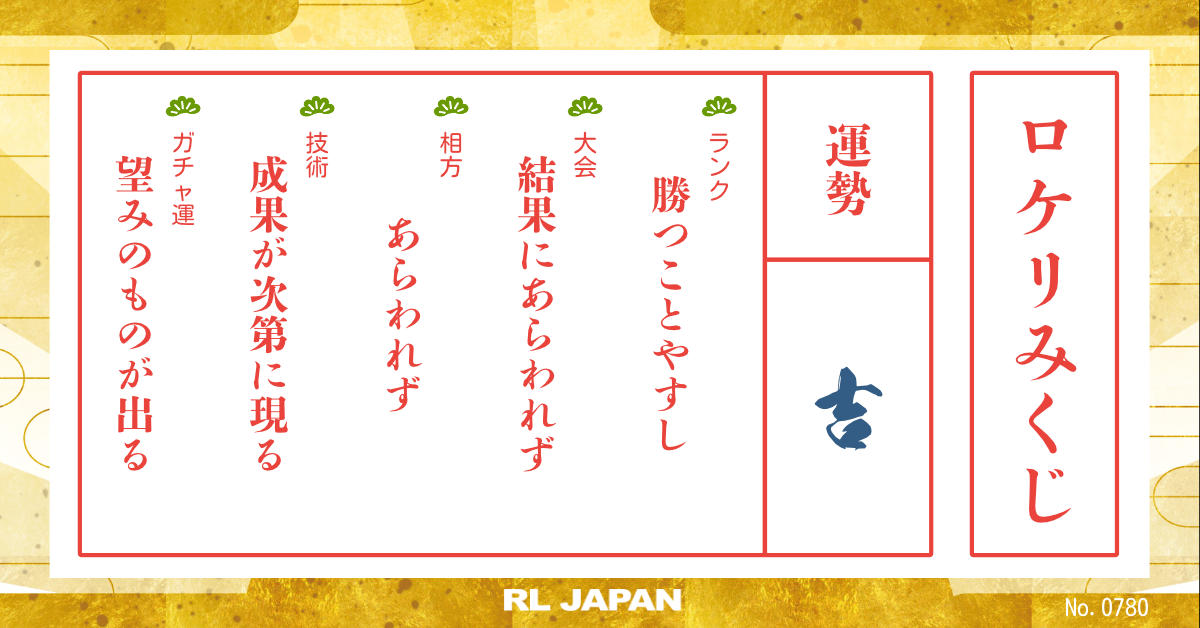 ロケリみくじ
運勢
吉
ランク
勝つことやすし
大会
結果にあらわれず
相方
あらわれず
技術
成果が次第に現る
ガチャ運
望みのものが出る
RL JAPAN
No. 0780